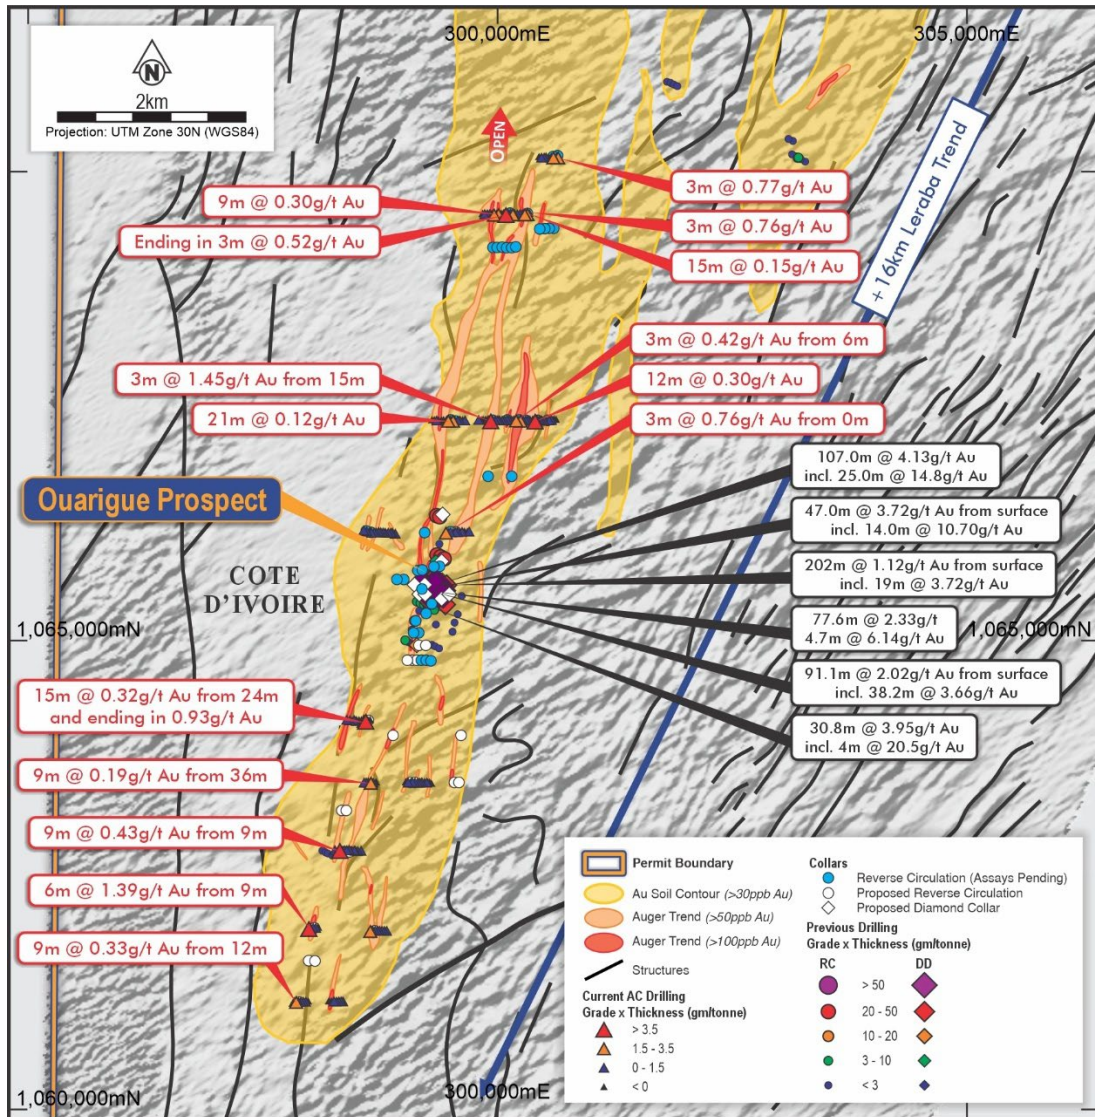 300,000mE
305,000mE
N
2km
Projection: UTM Zone 30N (WGS84)
OPEN
9m @ 0.30g/t Au
Ending in 3m @ 0.52g/t Au
3m @ 0.77g/t Au
3m @ 0.76g/t Au
15m @ 0.15g/t Au
+ 16km Leraba Trend
3m @ 0.42g/t Au from 6m
3m @ 1.45g/t Au from 15m
12m @ 0.30g/t Au
21m @ 0.12g/t Au
3m @ 0.76g/t Au from 0m
107.0m @ 4.13g/t Au
incl. 25.0m @ 14.8g/t Au
Ouarigue Prospect
47.0m @ 3.72g/t Au from surface
incl. 14.0m @ 10.70g/t Au
202m @ 1.12g/t Au from surface
incl. 19m @ 3.72g/t Au
COTE
D'IVOIRE
77.6m @ 2.33g/t
4.7m @ 6.14g/t Au
1,065,000mN
1,065,000mN
91.1m @ 2.02g/t Au from surface
incl. 38.2m @ 3.66g/t Au
15m @ 0.32g/t Au from 24m
and ending in 0.93g/t Au
30.8m @ 3.95g/t Au
incl. 4m @ 20.5g/t Au
9m @ 0.19g/t Au from 36m
9m @ 0.43g/t Au from 9m
6m @ 1.39g/t Au from 9m
9m @ 0.33g/t Au from 12m
Permit Boundary
Au Soil Contour (>30ppb Au)
Auger Trend (>50ppb Au)
Auger Trend (>100ppb Au)
Structures
Current AC Drilling
Grade x Thickness (gm/tonne)
> 3.5
1.5 - 3.5
0 - 1.5
< 0
Collars
Reverse Circulation (Assays Pending)
Proposed Reverse Circulation
Proposed Diamond Collar
Previous Drilling
Grade x Thickness (gm/tonne)
RC DD
> 50
20 - 50
10 - 20
3 - 10
< 3
1,060,000mN
300,000mE